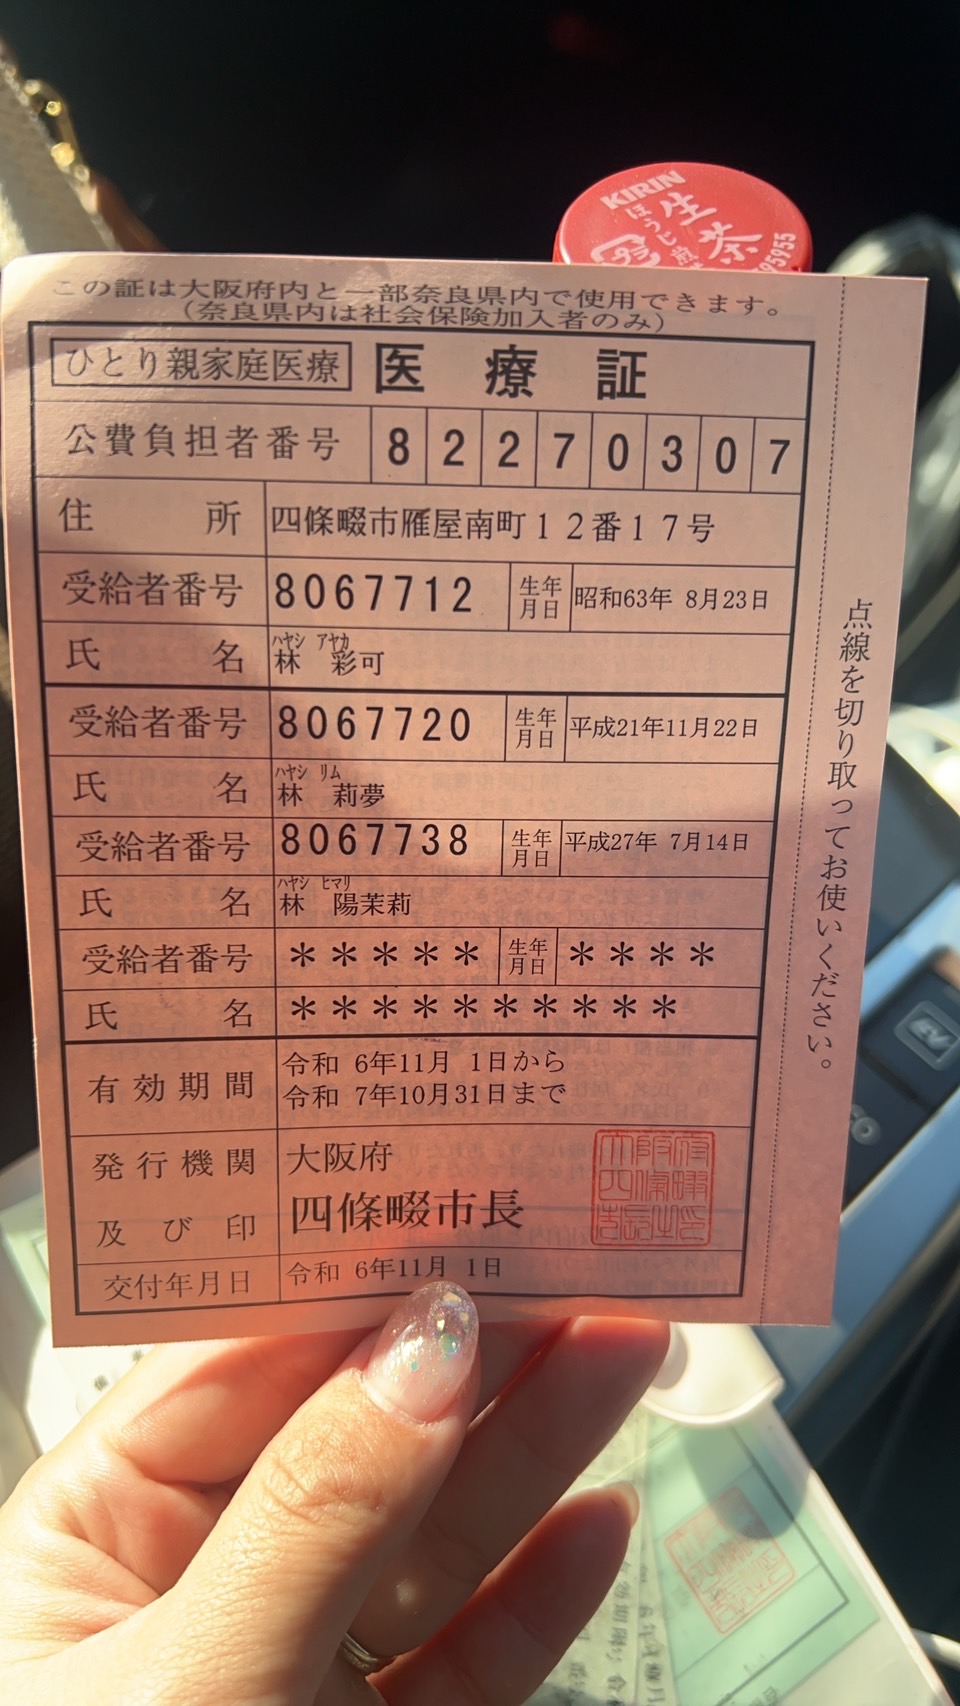 KIRIN
生茶
ほうじ煎
この証は大阪府内と一部奈良県内で使用できます。
(奈良県内は社会保険加入者のみ)
ひとり親家庭医療 医療証
公費負担者番号 82270307
住所 四條畷市雁屋南町12番17号
受給者番号 8067712 生年月日 昭和63年 8月23日
ハヤシ アヤカ
氏名 林 彩可
受給者番号 8067720 生年月日 平成21年11月22日
ハヤシ リム
氏名 林 莉夢
受給者番号 8067738 生年月日 平成27年 7月14日
ハヤシ ヒマリ
氏名 林 陽茉莉
受給者番号 ***** 生年月日 ****
氏名 **********
有効期間 令和 6年11月 1日から
令和 7年10月31日まで
発行機関 大阪府
及び印 四條畷市長
交付年月日 令和 6年11月 1日
点線を切り取ってお使いください。
EV